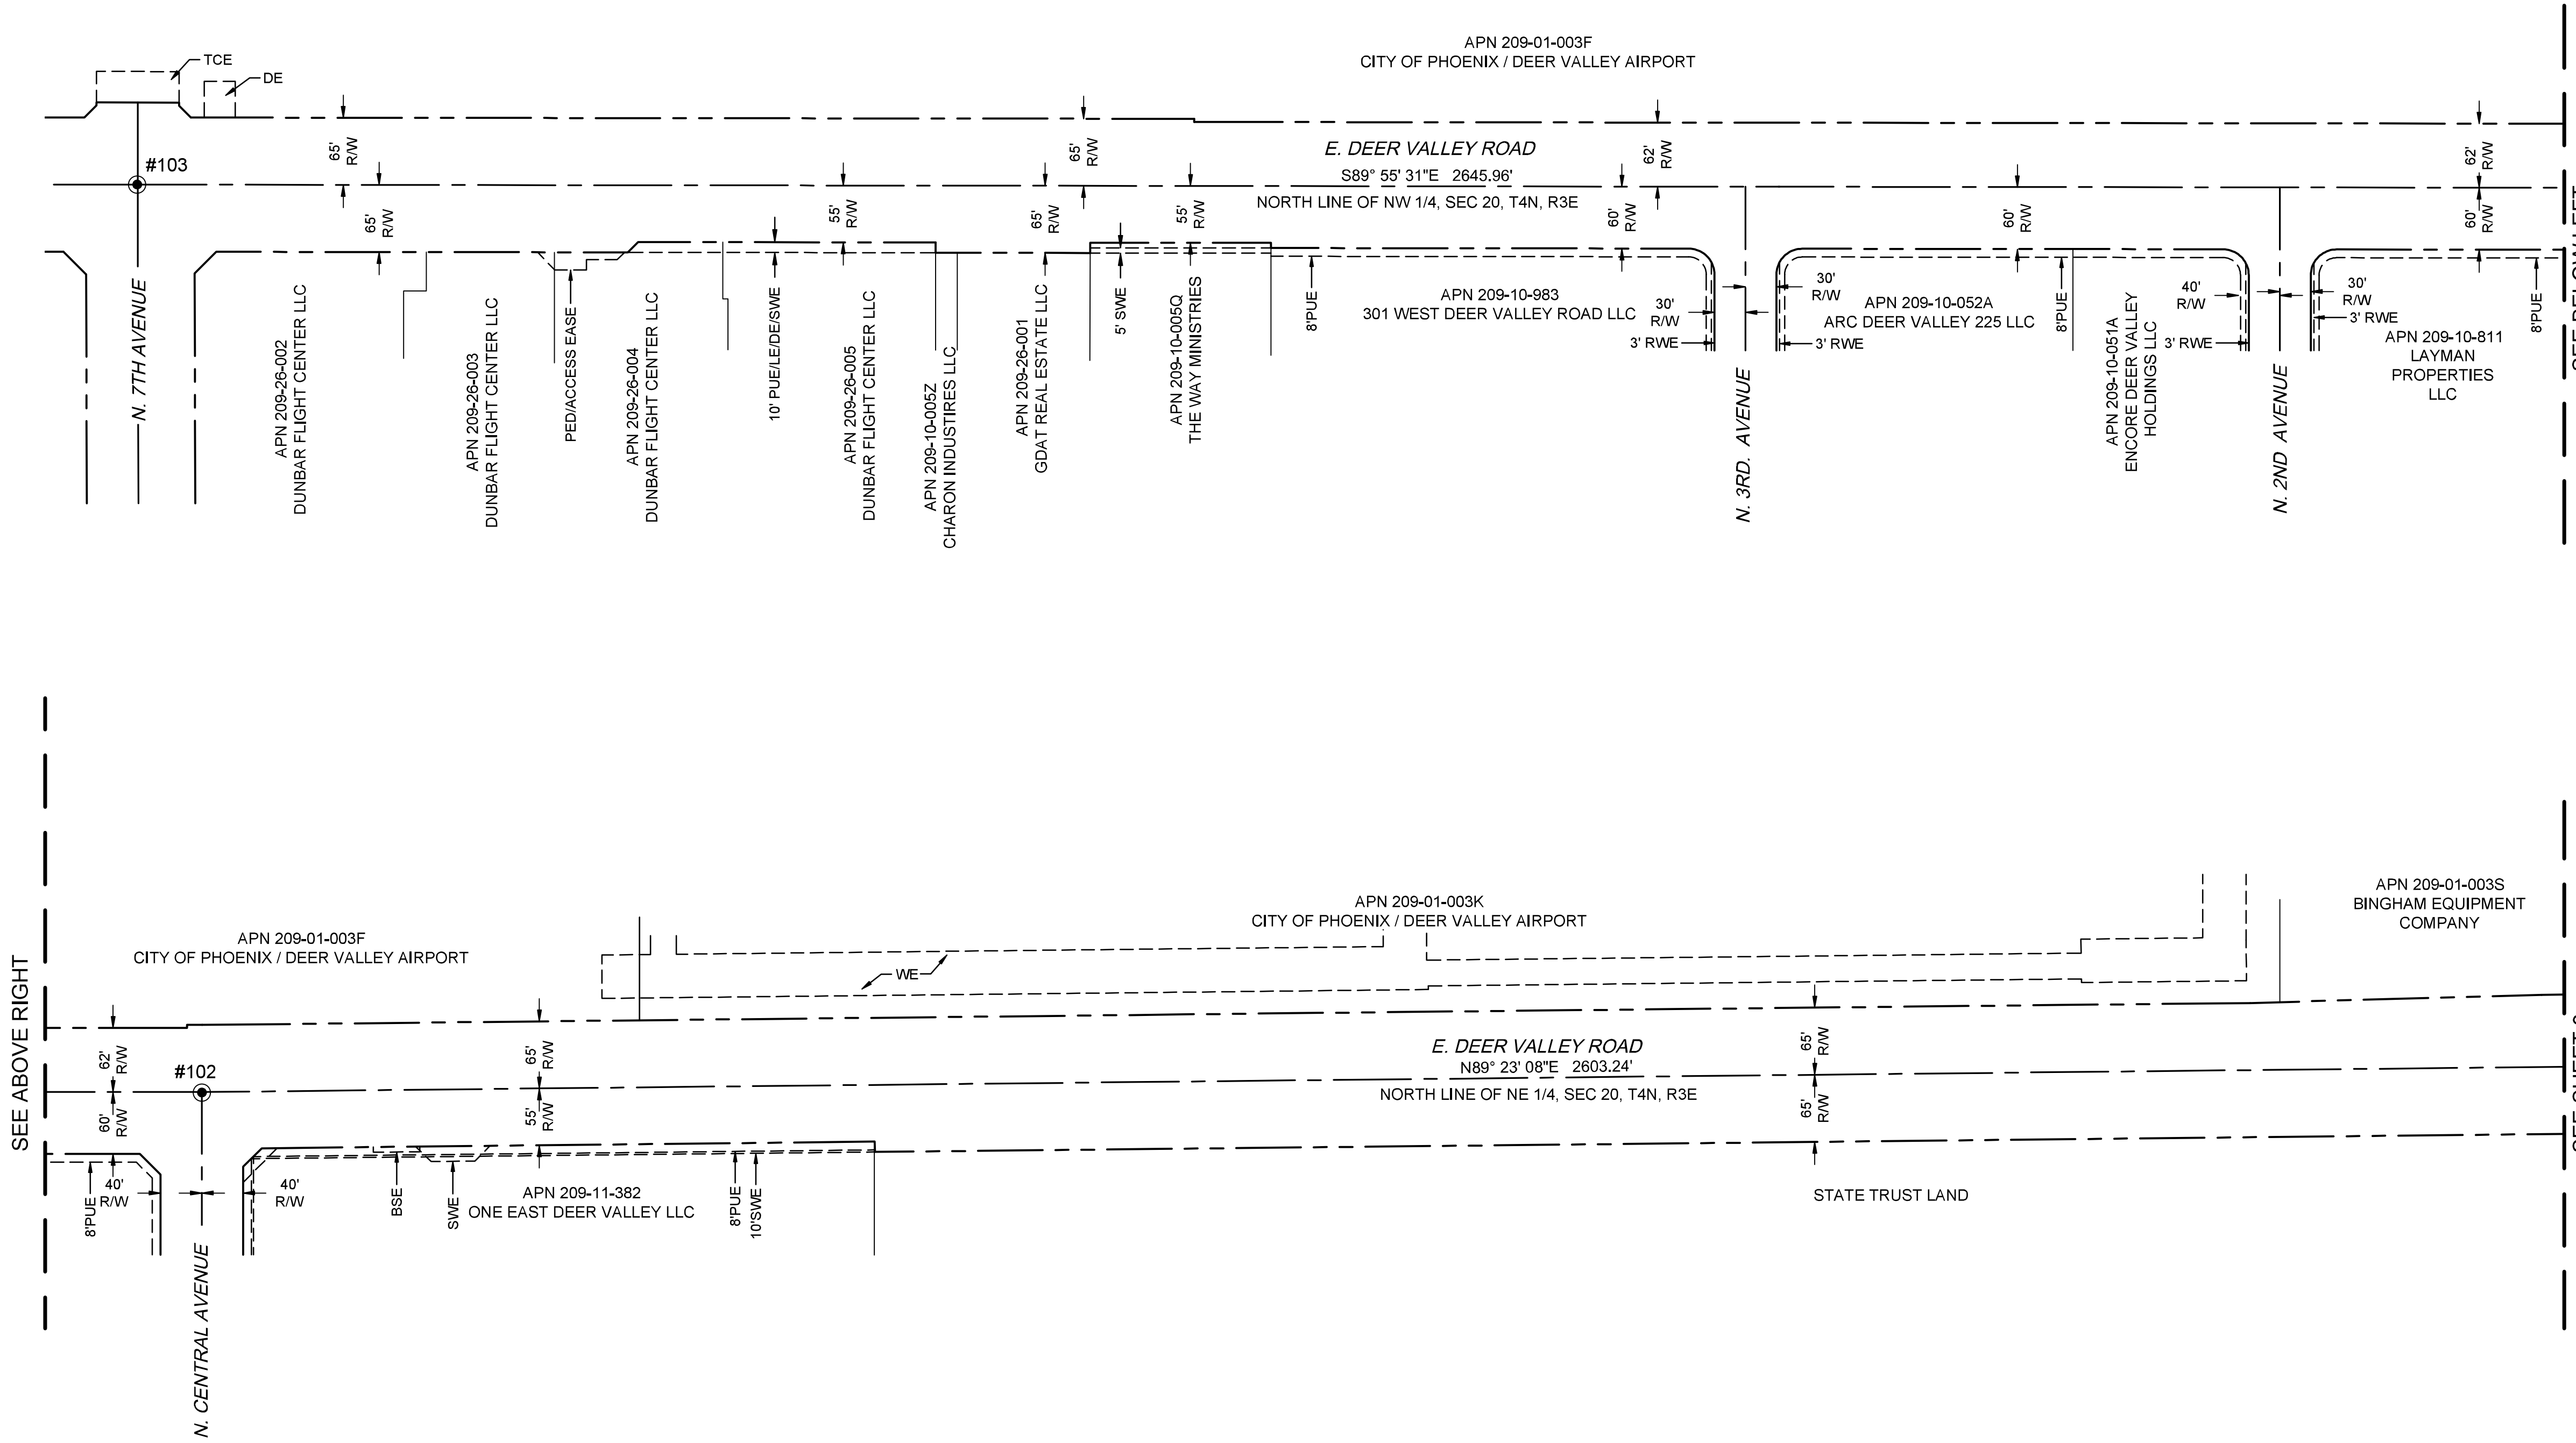 APN 209-01-003F
CITY OF PHOENIX / DEER VALLEY AIRPORT
TCE
DE
#103
65'
R/W
65'
R/W
65'
R/W
55'
R/W
65'
R/W
55'
R/W
E. DEER VALLEY ROAD
S89° 55' 31"E 2645.96'
NORTH LINE OF NW 1/4, SEC 20, T4N, R3E
62'
R/W
60'
R/W
60'
R/W
62'
R/W
60'
R/W
N. 7TH AVENUE
APN 209-26-002
DUNBAR FLIGHT CENTER LLC
APN 209-26-003
DUNBAR FLIGHT CENTER LLC
PED/ACCESS EASE
APN 209-26-004
DUNBAR FLIGHT CENTER LLC
10' PUE/LE/DE/SWE
APN 209-26-005
DUNBAR FLIGHT CENTER LLC
APN 209-10-005Z
CHARON INDUSTIRES LLC
APN 209-26-001
GDAT REAL ESTATE LLC
5' SWE
APN 209-10-005Q
THE WAY MINISTRIES
8'PUE
APN 209-10-983
301 WEST DEER VALLEY ROAD LLC
30'
R/W
3' RWE
N. 3RD. AVENUE
30'
R/W
3' RWE
APN 209-10-052A
ARC DEER VALLEY 225 LLC
8'PUE
APN 209-10-051A
ENCORE DEER VALLEY
HOLDINGS LLC
40'
R/W
3' RWE
N. 2ND AVENUE
30'
R/W
3' RWE
APN 209-10-811
LAYMAN
PROPERTIES
LLC
8'PUE
SEE ABOVE RIGHT
APN 209-01-003F
CITY OF PHOENIX / DEER VALLEY AIRPORT
APN 209-01-003K
CITY OF PHOENIX / DEER VALLEY AIRPORT
APN 209-01-003S
BINGHAM EQUIPMENT
COMPANY
WE
62'
R/W
60'
R/W
#102
65'
R/W
55'
R/W
E. DEER VALLEY ROAD
N89° 23' 08"E 2603.24'
NORTH LINE OF NE 1/4, SEC 20, T4N, R3E
65'
R/W
65'
R/W
8'PUE
40'
R/W
40'
R/W
BSE
SWE
APN 209-11-382
ONE EAST DEER VALLEY LLC
8'PUE
10'SWE
STATE TRUST LAND
N. CENTRAL AVENUE